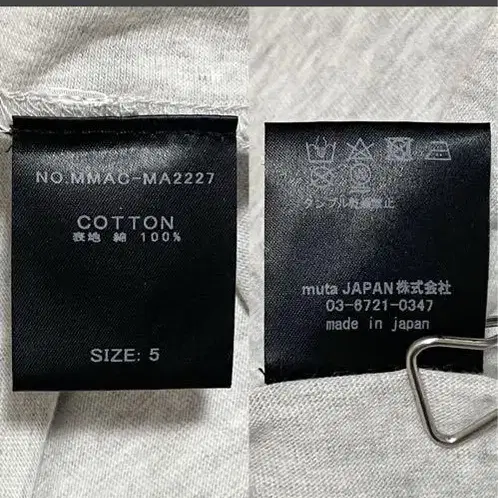 NO.MMAC-MA2227
COTTON
表地 綿 100%
SIZE: 5
タンブル乾燥禁止
muta JAPAN株式会社
03-6721-0347
made in japan